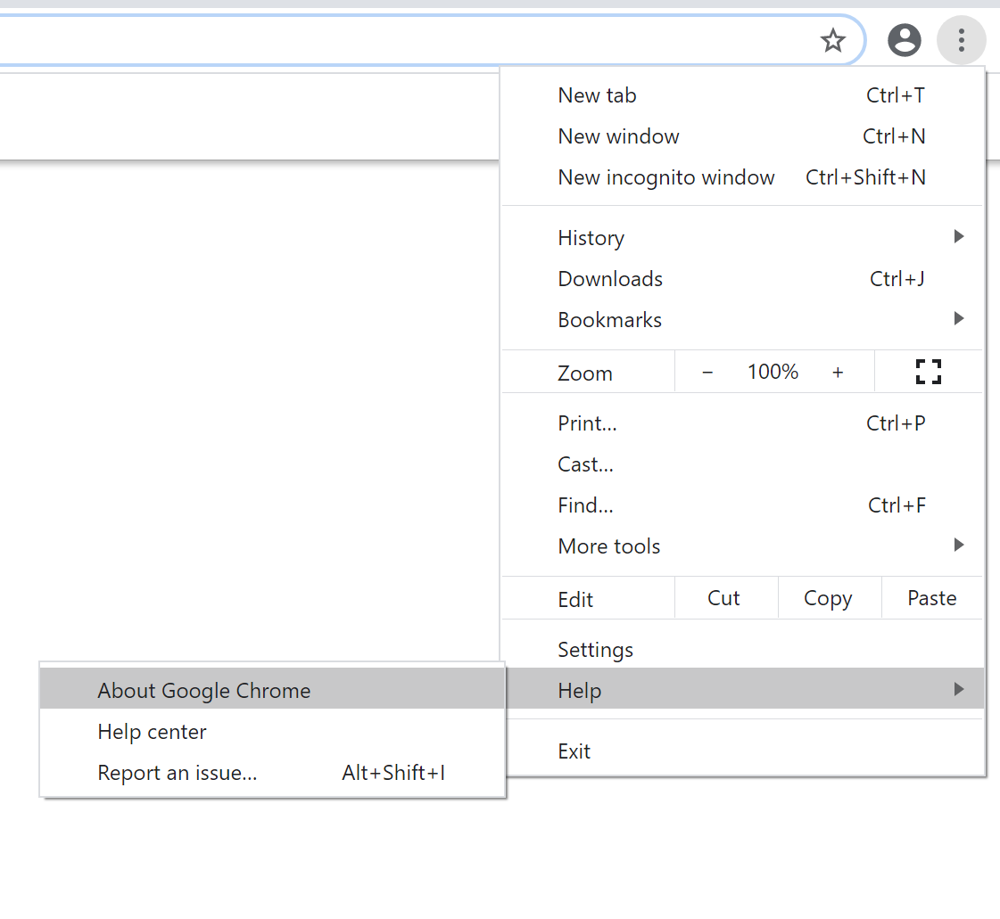 New tab Ctrl+T
New window Ctrl+N
New incognito window Ctrl+Shift+N
History
Downloads Ctrl+J
Bookmarks
Zoom − 100% +
Print... Ctrl+P
Cast...
Find... Ctrl+F
More tools
Edit Cut Copy Paste
Settings
Help
Exit
About Google Chrome
Help center
Report an issue... Alt+Shift+I